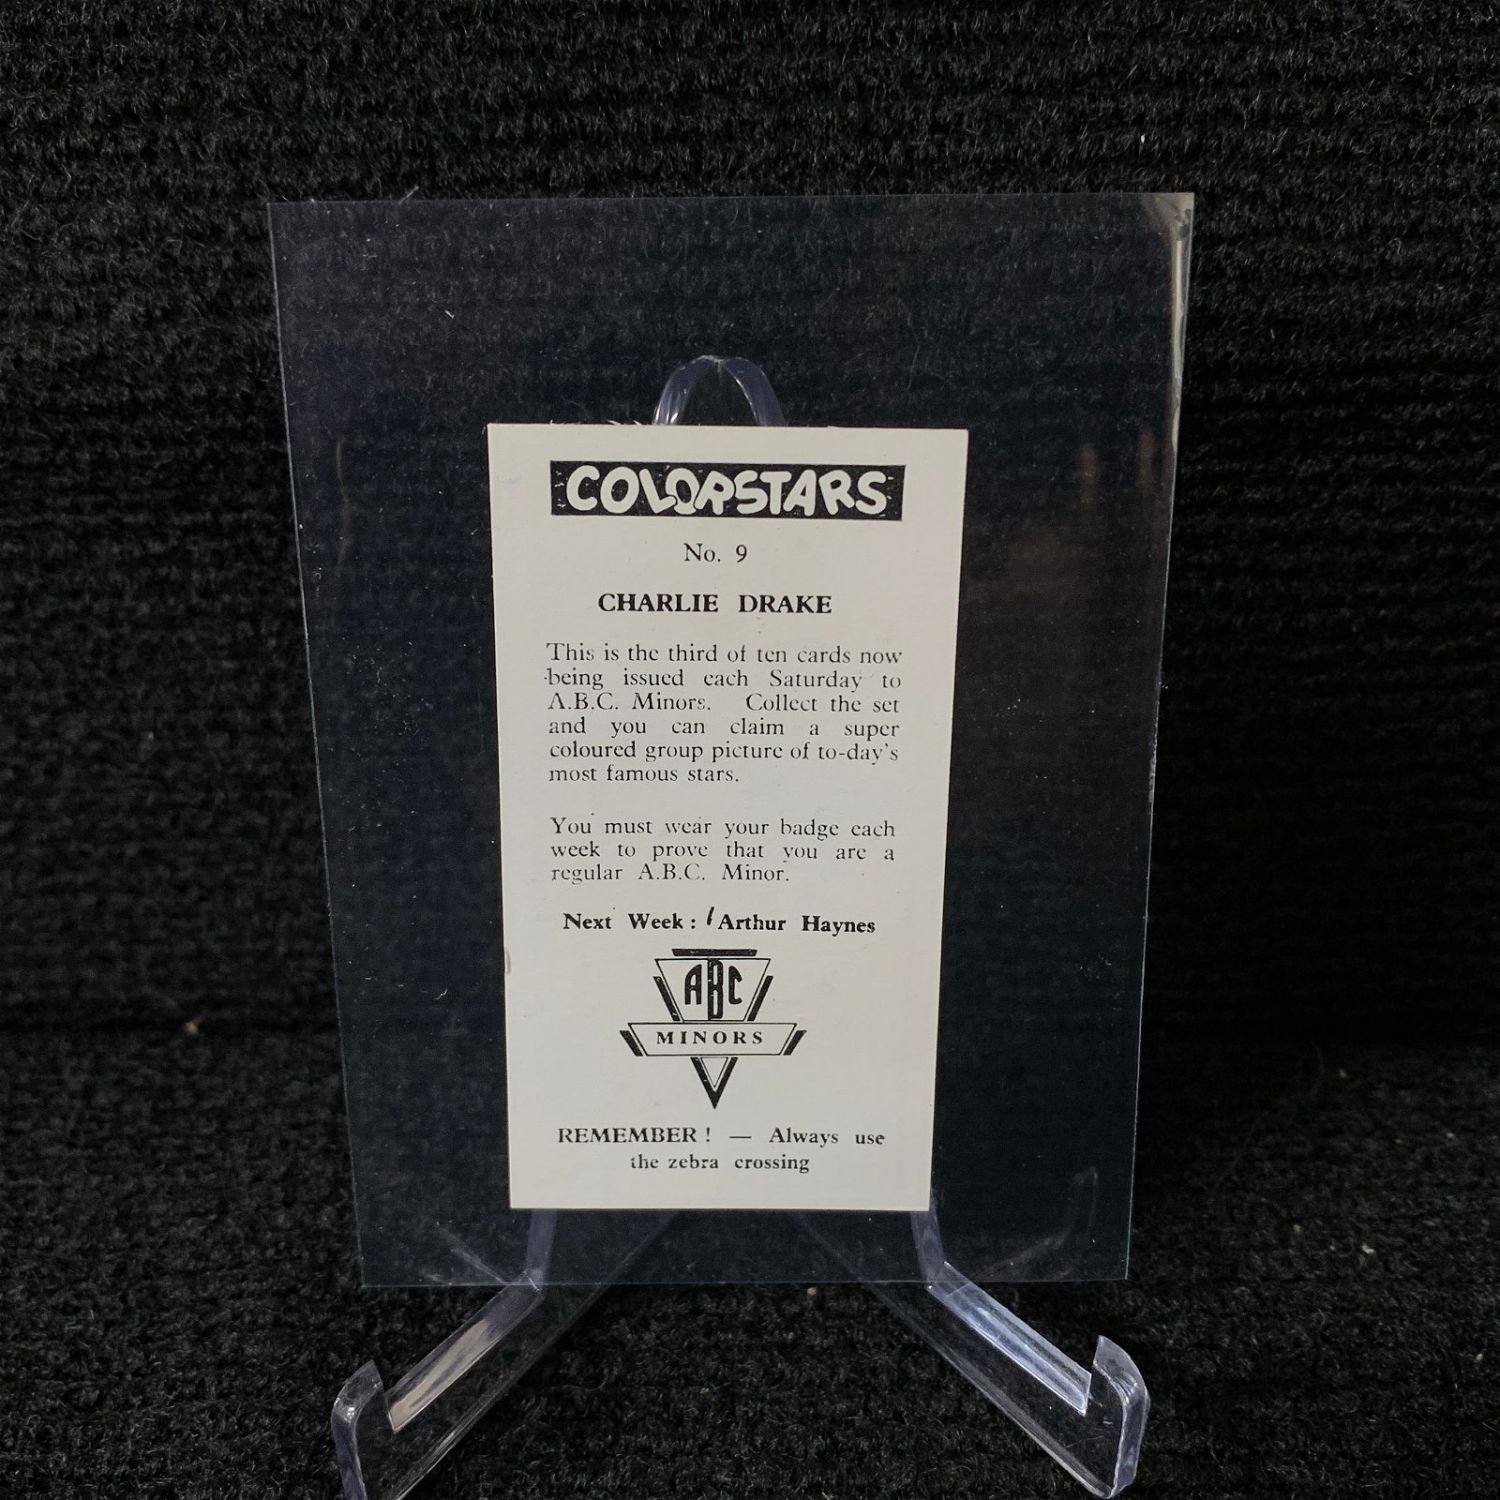 COLORSTARS
No. 9
CHARLIE DRAKE
This is the third of ten cards now
being issued each Saturday to
A.B.C. Minors. Collect the set
and you can claim a super
coloured group picture of to-day's
most famous stars.
You must wear your badge each
week to prove that you are a
regular A.B.C. Minor.
Next Week: Arthur Haynes
ABC
MINORS
REMEMBER! — Always use
the zebra crossing